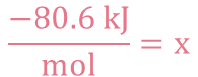 −80.6 kJ
mol = x